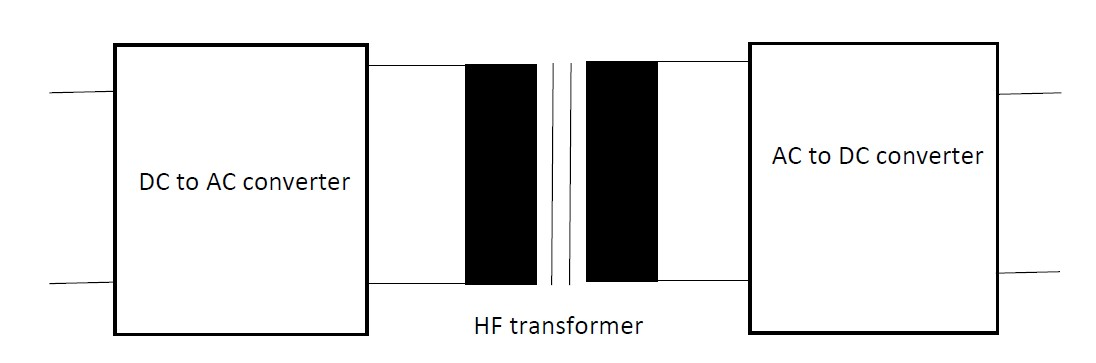 DC to AC converter
AC to DC converter
HF transformer